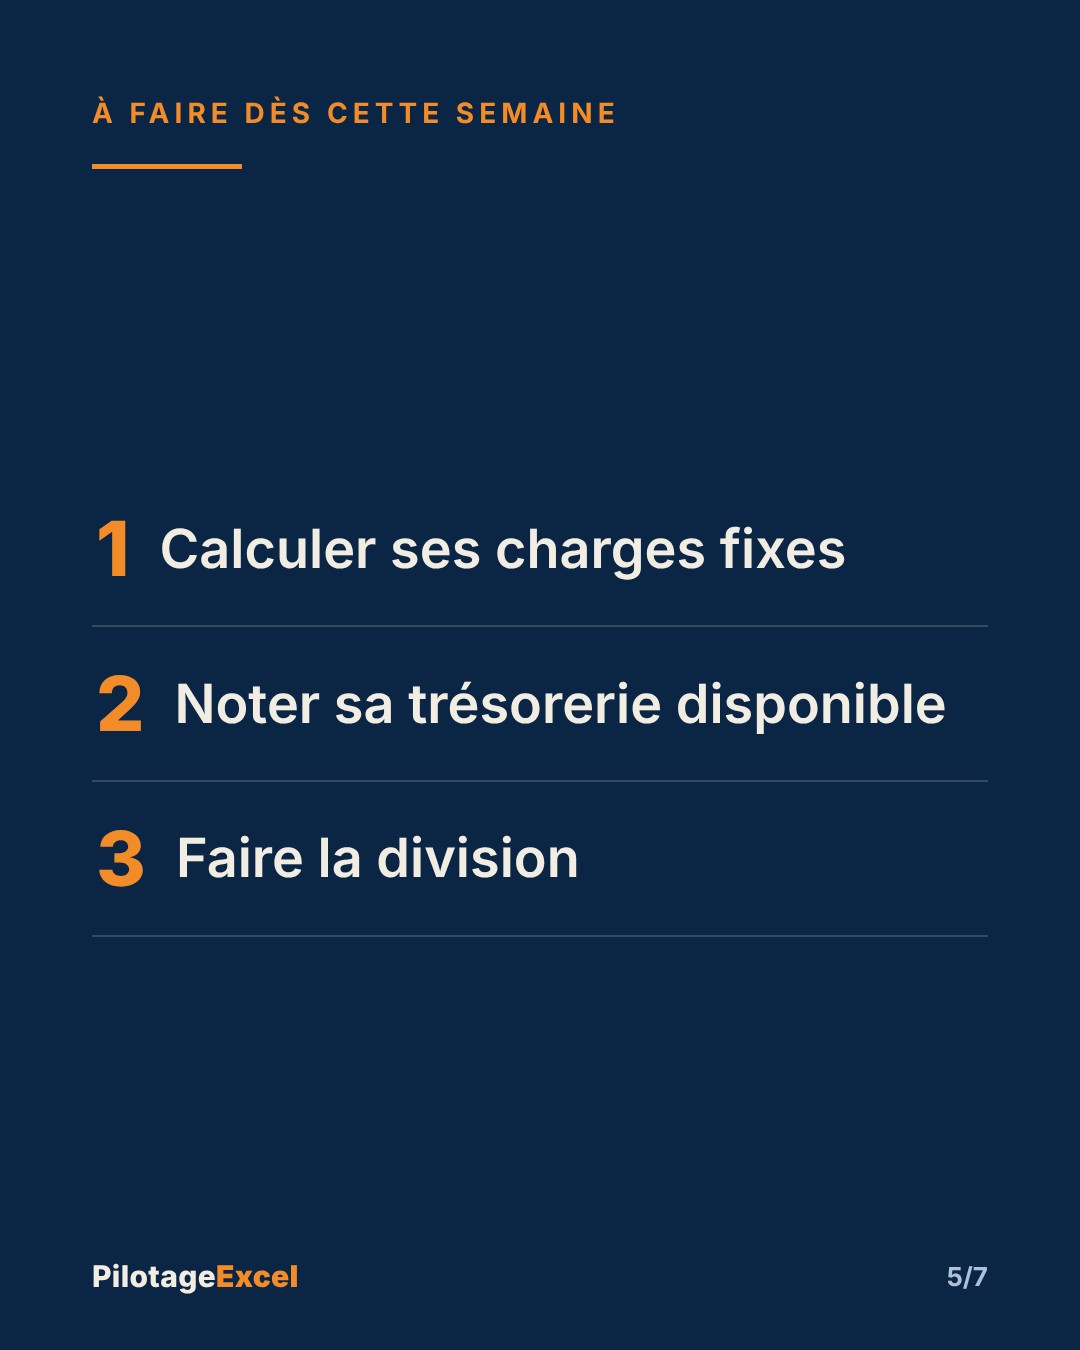 À FAIRE DÈS CETTE SEMAINE
1 Calculer ses charges fixes
2 Noter sa trésorerie disponible
3 Faire la division
PilotageExcel
5/7